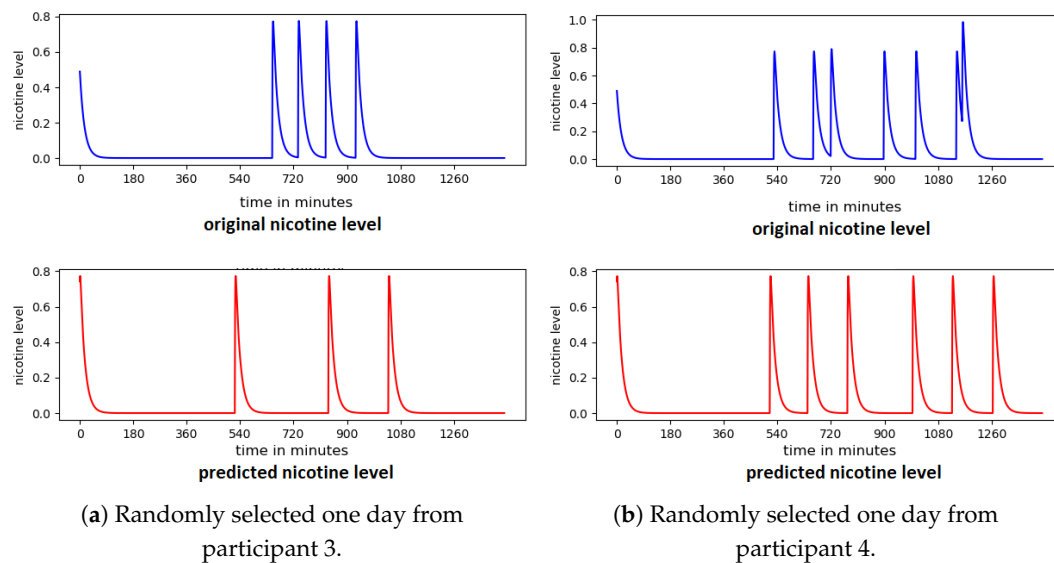 0.8
0.6
0.4
0.2
0.0
nicotine level
0 180 360 540 720 900 1080 1260
time in minutes
original nicotine level
1.0
0.8
0.6
0.4
0.2
0.0
nicotine level
0 180 360 540 720 900 1080 1260
time in minutes
original nicotine level
0.8
0.6
0.4
0.2
0.0
nicotine level
0 180 360 540 720 900 1080 1260
time in minutes
predicted nicotine level
0.8
0.6
0.4
0.2
0.0
nicotine level
0 180 360 540 720 900 1080 1260
time in minutes
predicted nicotine level
(a) Randomly selected one day from
participant 3.
(b) Randomly selected one day from
participant 4.